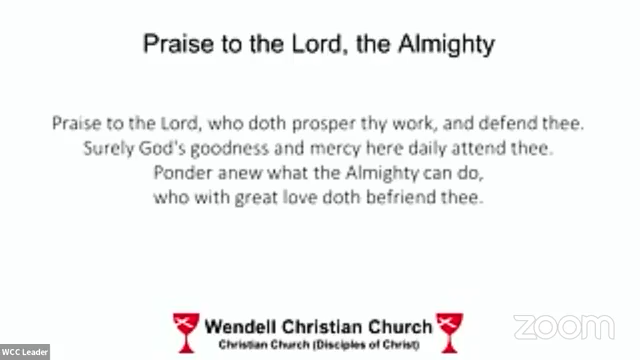 Praise to the Lord, the Almighty
Praise to the Lord, who doth prosper thy work, and defend thee.
Surely God's goodness and mercy here daily attend thee.
Ponder anew what the Almighty can do,
who with great love doth befriend thee.
Wendell Christian Church
Christian Church (Disciples of Christ)
zoom
WCC Leader